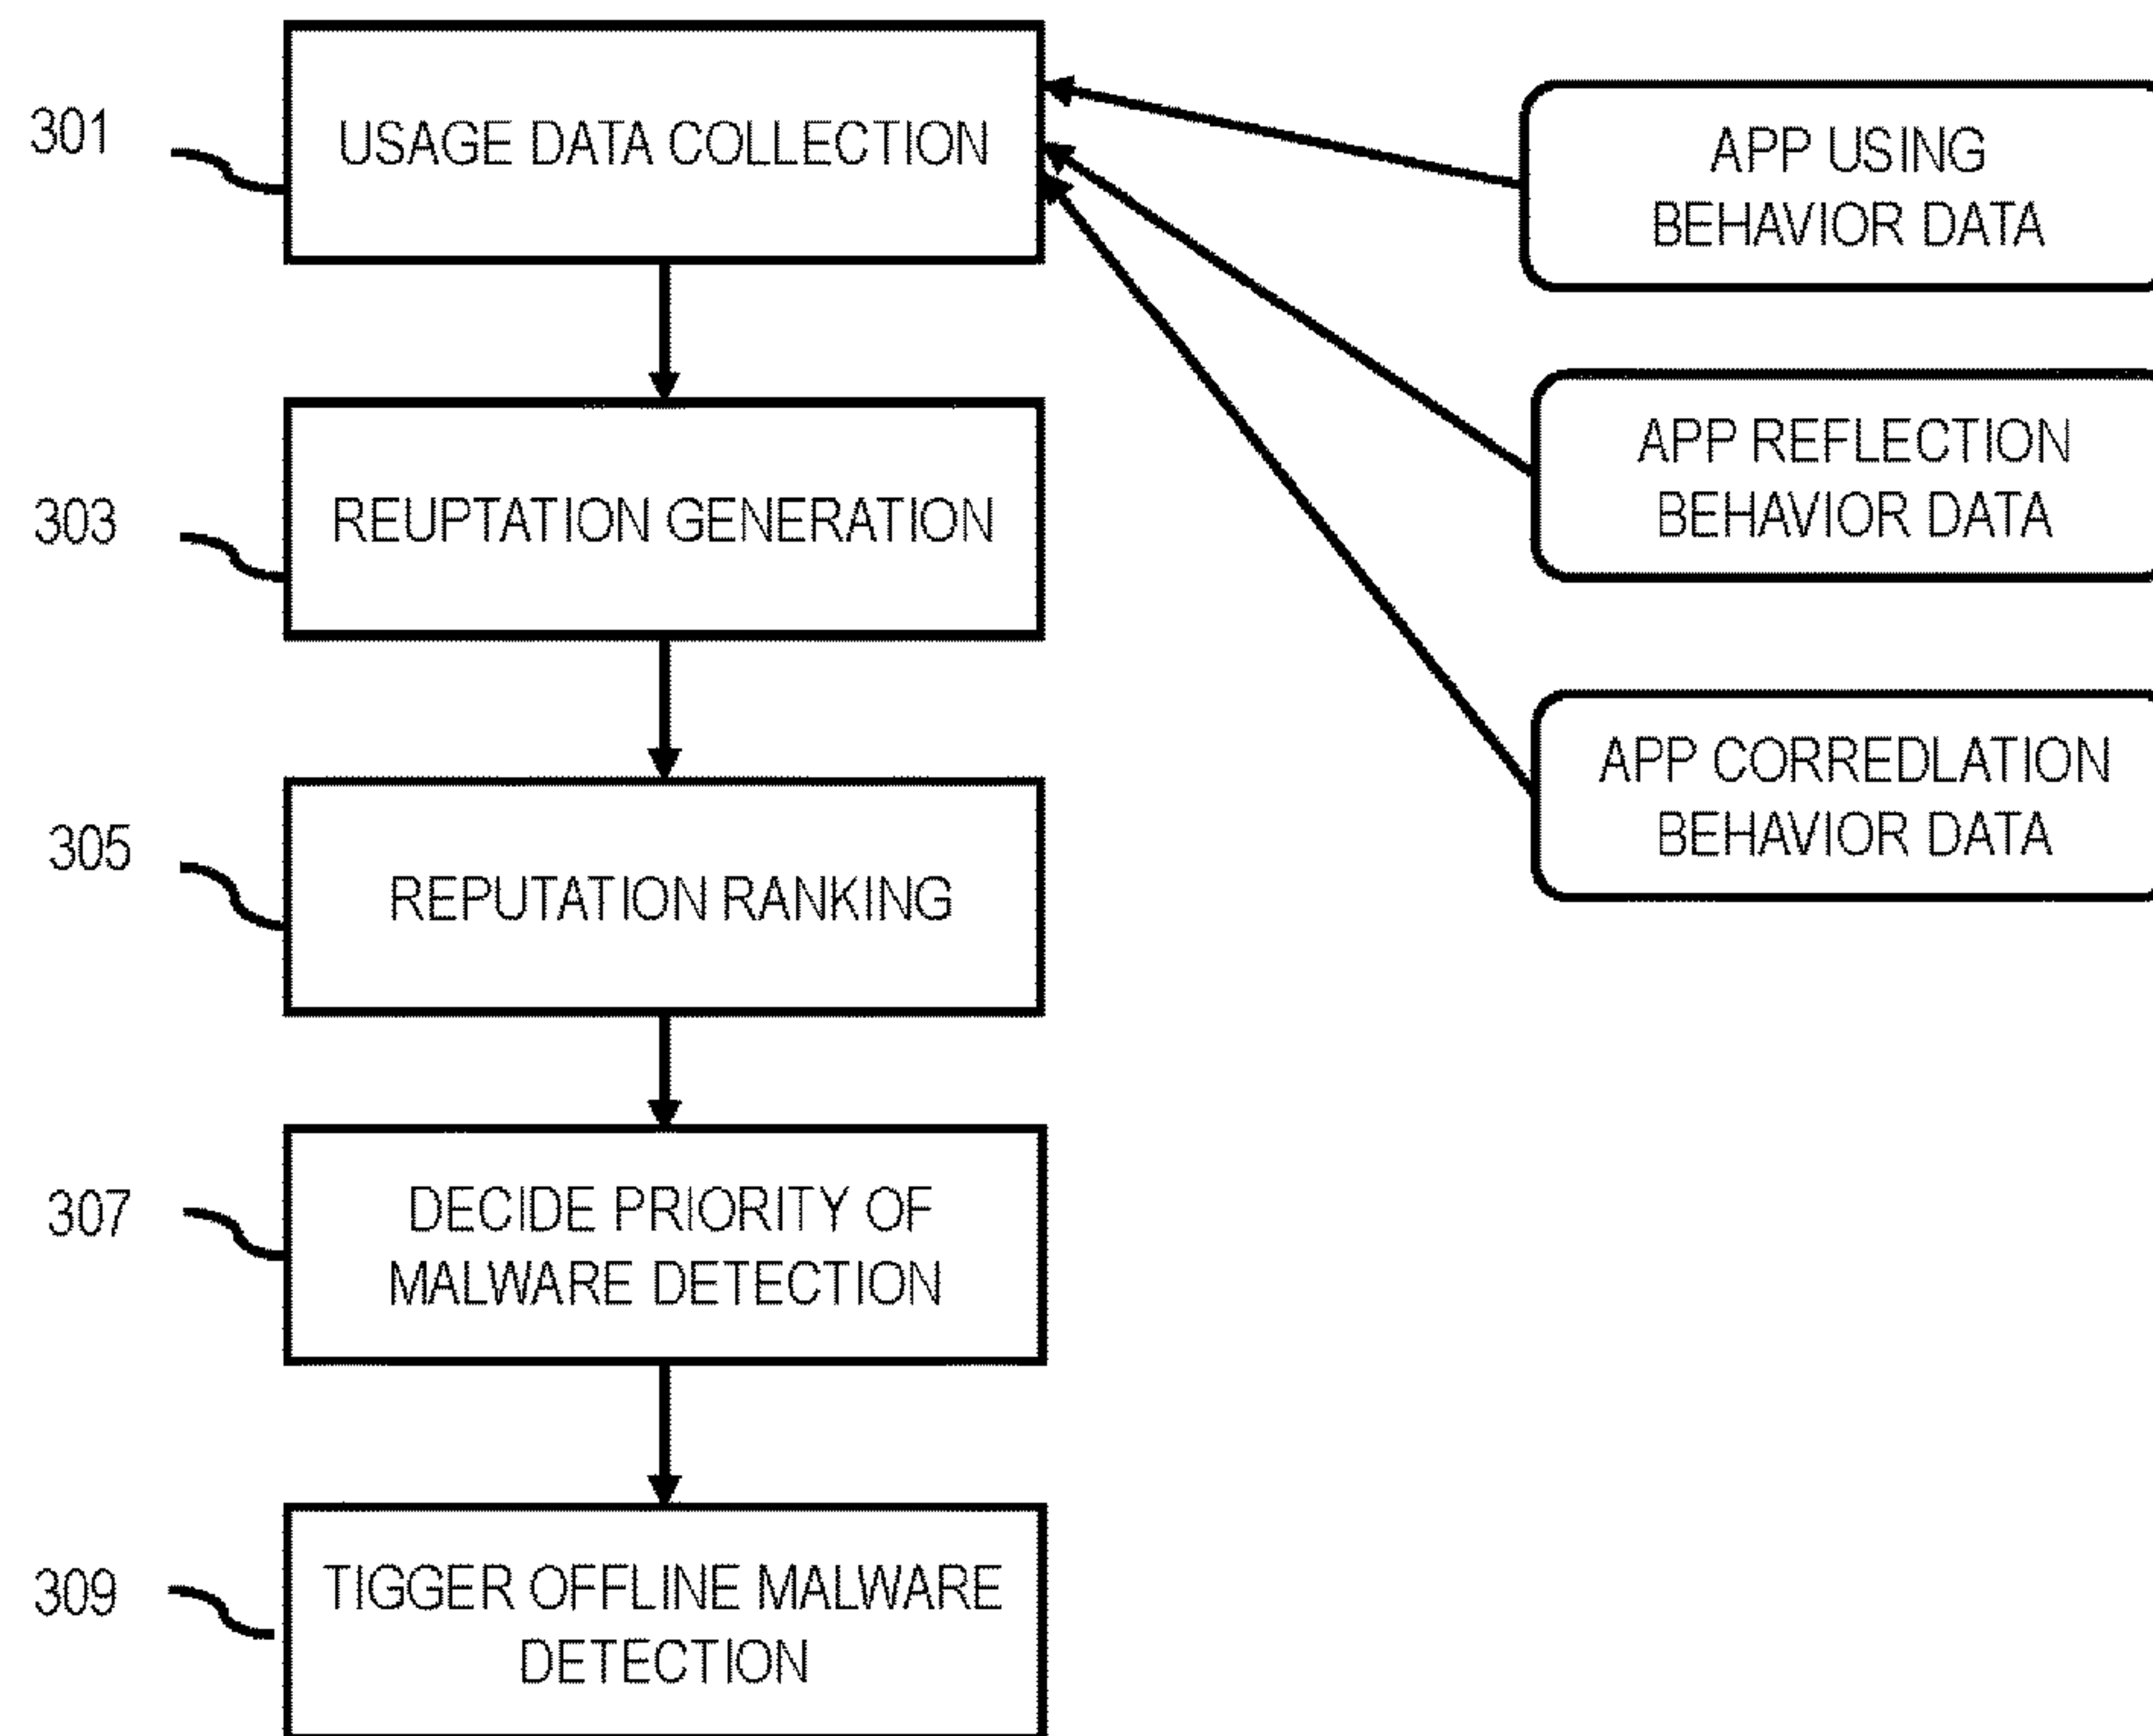 301
USAGE DATA COLLECTION
APP USING
BEHAVIOR DATA
303
REUPTATION GENERATION
APP REFLECTION
BEHAVIOR DATA
305
REPUTATION RANKING
APP CORREDLATION
BEHAVIOR DATA
307
DECIDE PRIORITY OF
MALWARE DETECTION
309
TIGGER OFFLINE MALWARE
DETECTION